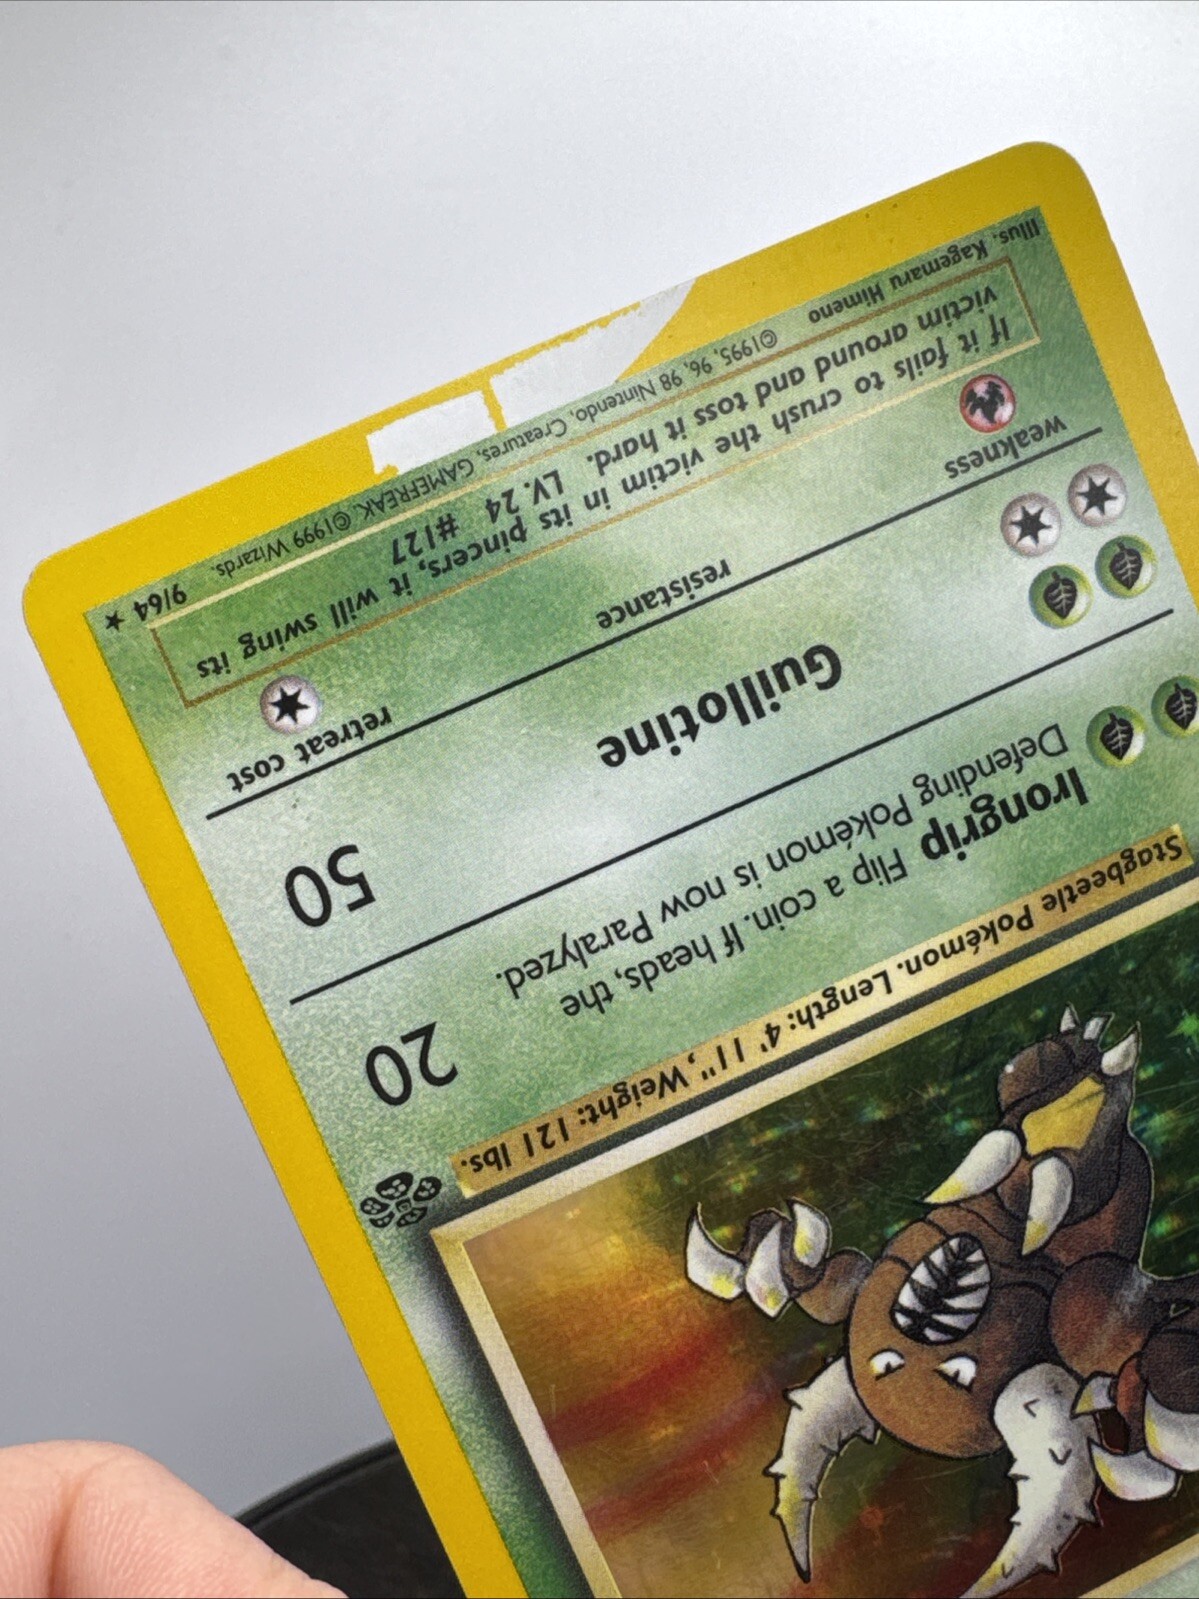 Stagbeetle Pokémon. Length: 4' 11", Weight: 121 lbs.
Irongrip Flip a coin. If heads, the
Defending Pokémon is now Paralyzed.
20
Guillotine
50
weakness
resistance
retreat cost
If it fails to crush the victim in its pincers, it will swing its
victim around and toss it hard. LV. 24 #127
Illus. Kagemaru Himeno
©1995, 96, 98 Nintendo, Creatures, GAMEFREAK. ©1999 Wizards.
9/64 ★